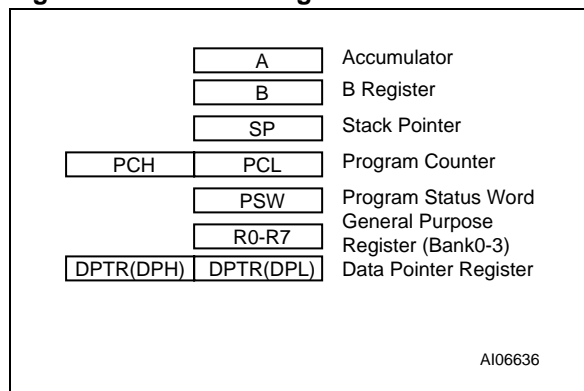 A Accumulator
B B Register
SP Stack Pointer
PCH PCL Program Counter
PSW Program Status Word
R0-R7 General Purpose
Register (Bank0-3)
DPTR(DPH) DPTR(DPL) Data Pointer Register
AI06636